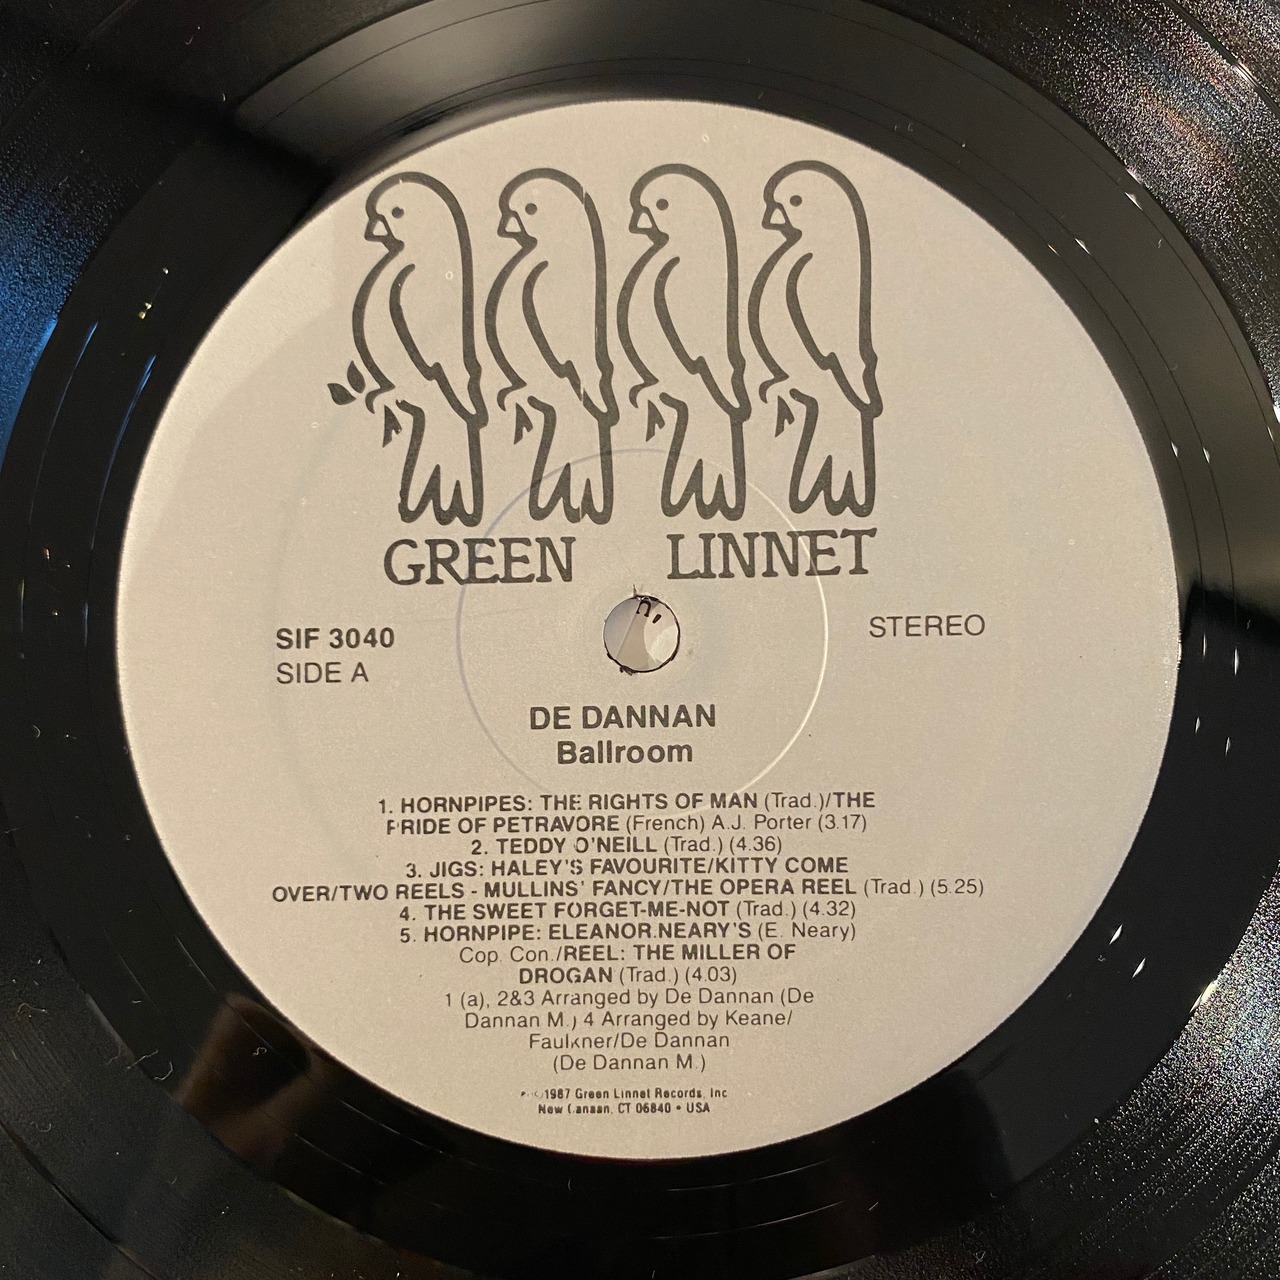 GREEN LINNET
SIF 3040
SIDE A
STEREO
DE DANNAN
Ballroom
1. HORNPIPES: THE RIGHTS OF MAN (Trad.)/THE
PRIDE OF PETRAVORE (French) A.J. Porter (3.17)
2. TEDDY O'NEILL (Trad.) (4.36)
3. JIGS: HALEY'S FAVOURITE/KITTY COME
OVER/TWO REELS - MULLINS' FANCY/THE OPERA REEL (Trad.) (5.25)
4. THE SWEET FORGET-ME-NOT (Trad.) (4.32)
5. HORNPIPE: ELEANOR NEARY'S (E. Neary)
Cop. Con./REEL: THE MILLER OF
DROGAN (Trad.) (4.03)
1 (a), 2&3 Arranged by De Dannan (De
Dannan M.) 4 Arranged by Keane/
Faulkner/De Dannan
(De Dannan M.)
1987 Green Linnet Records, Inc
New Canaan, CT 06840 • USA